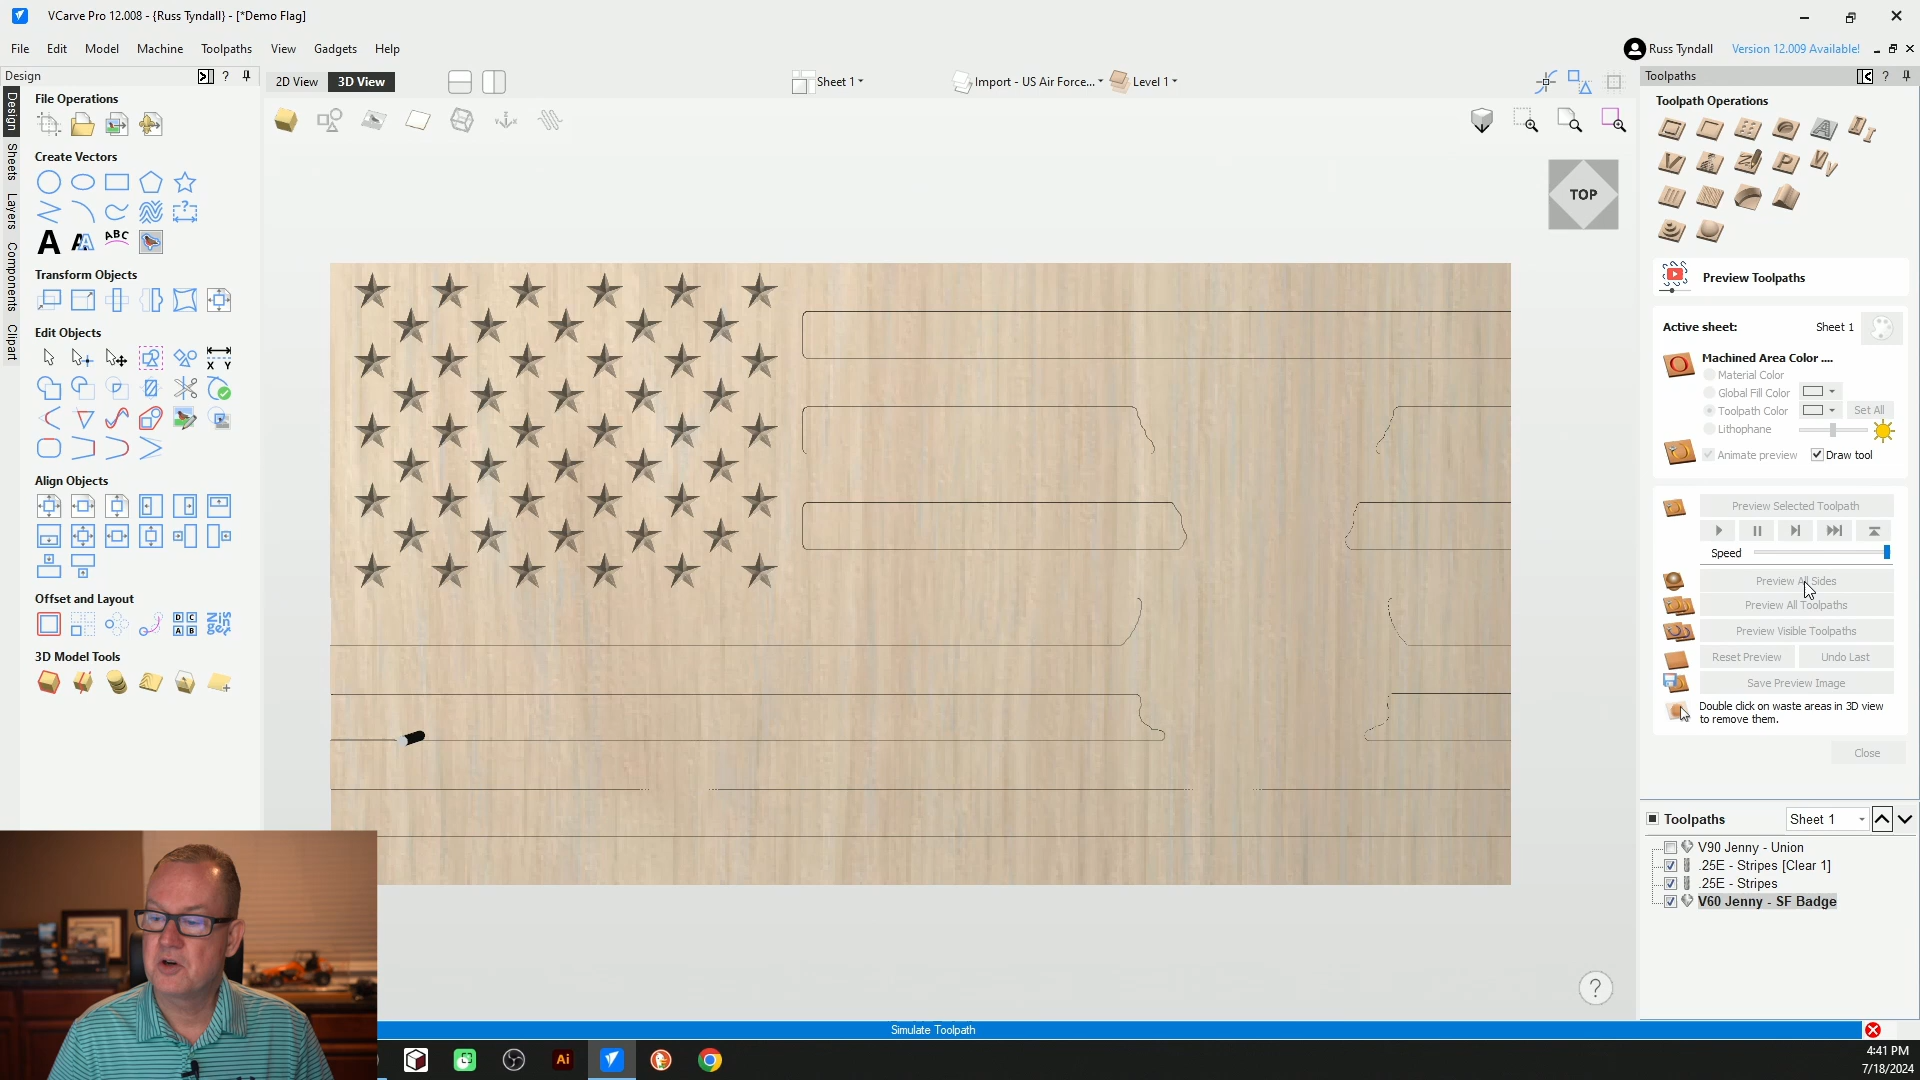 VCarve Pro 12.008 - {Russ Tyndall} - [*Demo Flag]
File Edit Model Machine Toolpaths View Gadgets Help
Russ Tyndall Version 12.009 Available!
Design
2D View 3D View Sheet 1 Import - US Air Force... Level 1
Toolpaths
Design
Sheets
Layers
Components
Clipart
File Operations
Create Vectors
A A ABC
Transform Objects
Edit Objects
X Y
Align Objects
Offset and Layout
3D Model Tools
TOP
Toolpath Operations
Preview Toolpaths
Active sheet: Sheet 1
Machined Area Color ....
Material Color
Global Fill Color
Toolpath Color Set All
Lithophane
Animate preview Draw tool
Preview Selected Toolpath
Speed
Preview All Sides
Preview All Toolpaths
Preview Visible Toolpaths
Reset Preview Undo Last
Save Preview Image
Double click on waste areas in 3D view
to remove them.
Close
Toolpaths Sheet 1
V90 Jenny - Union
.25E - Stripes [Clear 1]
.25E - Stripes
V60 Jenny - SF Badge
Simulate Toolpath
Ai
4:41 PM
7/18/2024